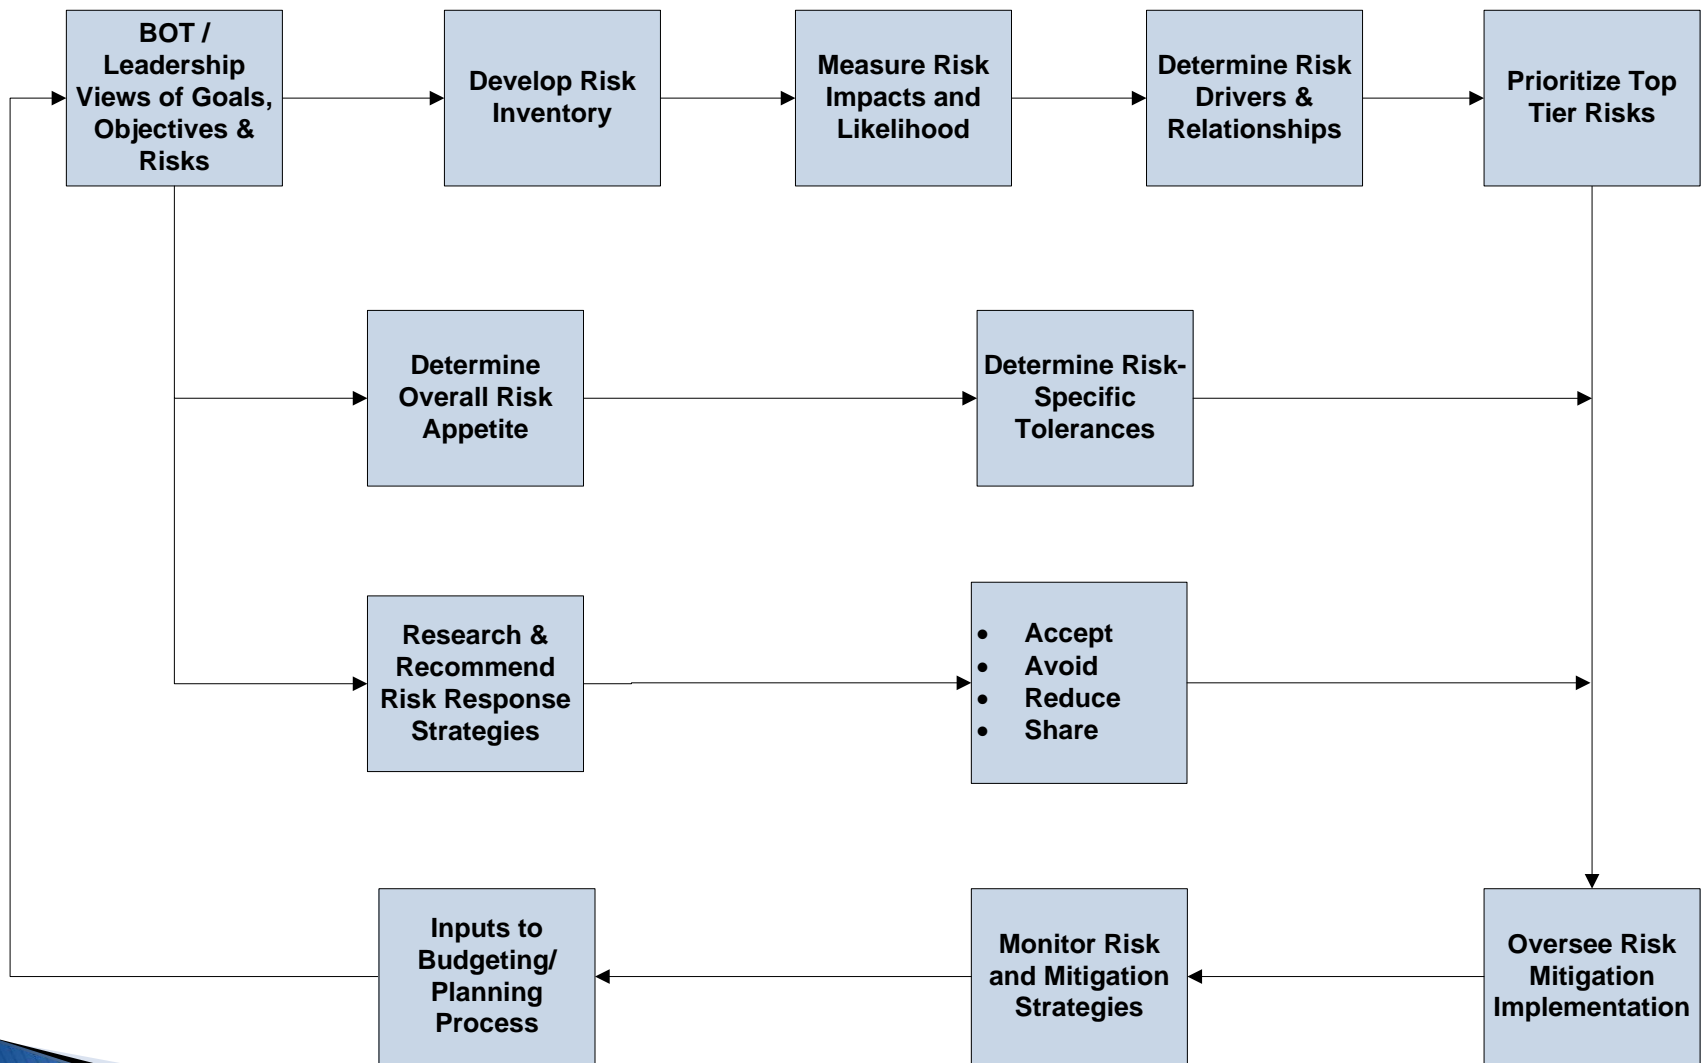 BOT /
Leadership
Views of Goals,
Objectives &
Risks
Develop Risk
Inventory
Measure Risk
Impacts and
Likelihood
Determine Risk
Drivers &
Relationships
Prioritize Top
Tier Risks
Determine
Overall Risk
Appetite
Determine Risk-
Specific
Tolerances
Research &
Recommend
Risk Response
Strategies
• Accept
• Avoid
• Reduce
• Share
Inputs to
Budgeting/
Planning
Process
Monitor Risk
and Mitigation
Strategies
Oversee Risk
Mitigation
Implementation